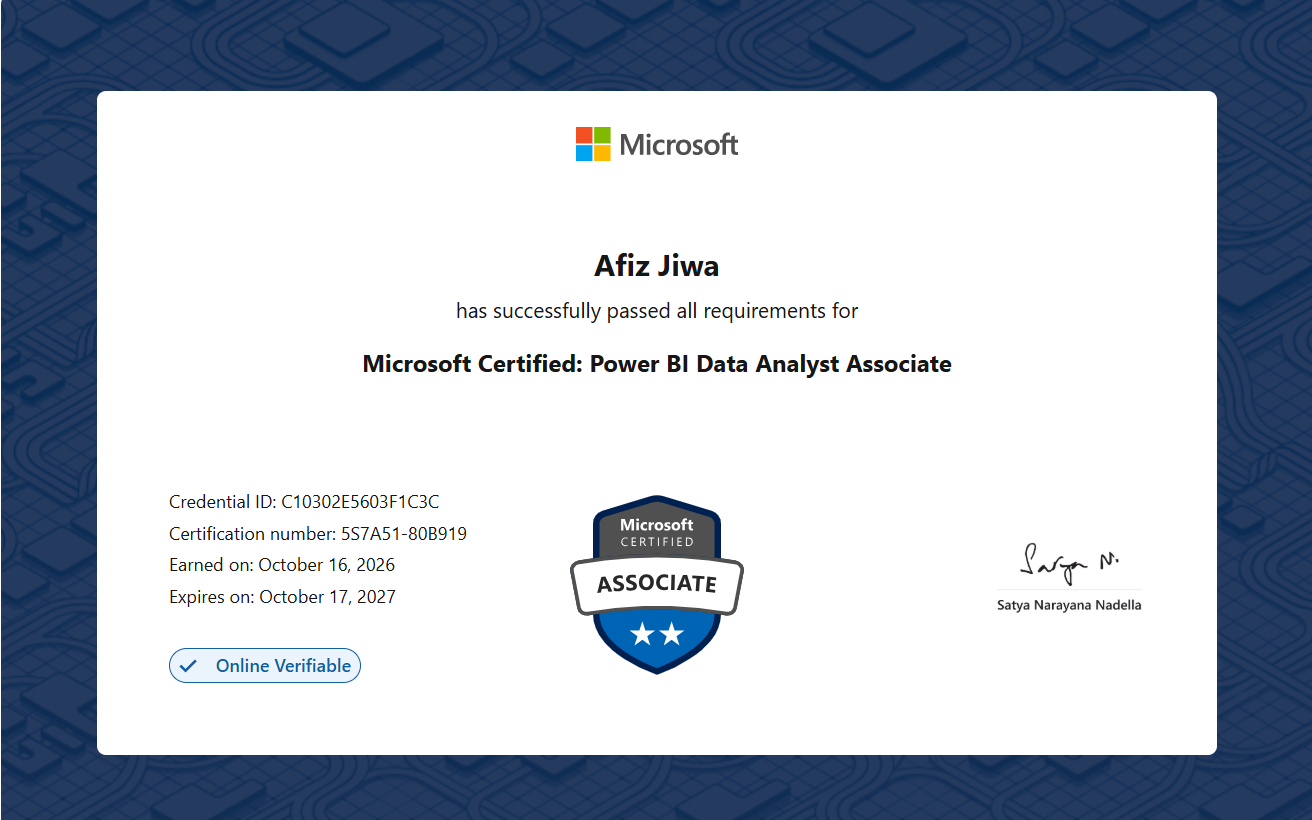 Microsoft
Afiz Jiwa
has successfully passed all requirements for
Microsoft Certified: Power BI Data Analyst Associate
Credential ID: C10302E5603F1C3C
Certification number: 5S7A51-80B919
Earned on: October 16, 2026
Expires on: October 17, 2027
Online Verifiable
Microsoft
CERTIFIED
ASSOCIATE
Satya N.
Satya Narayana Nadella